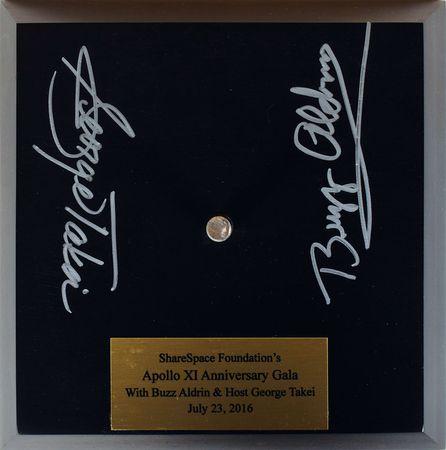 George Takei
Buzz Aldrin
ShareSpace Foundation's
Apollo XI Anniversary Gala
With Buzz Aldrin & Host George Takei
July 23, 2016